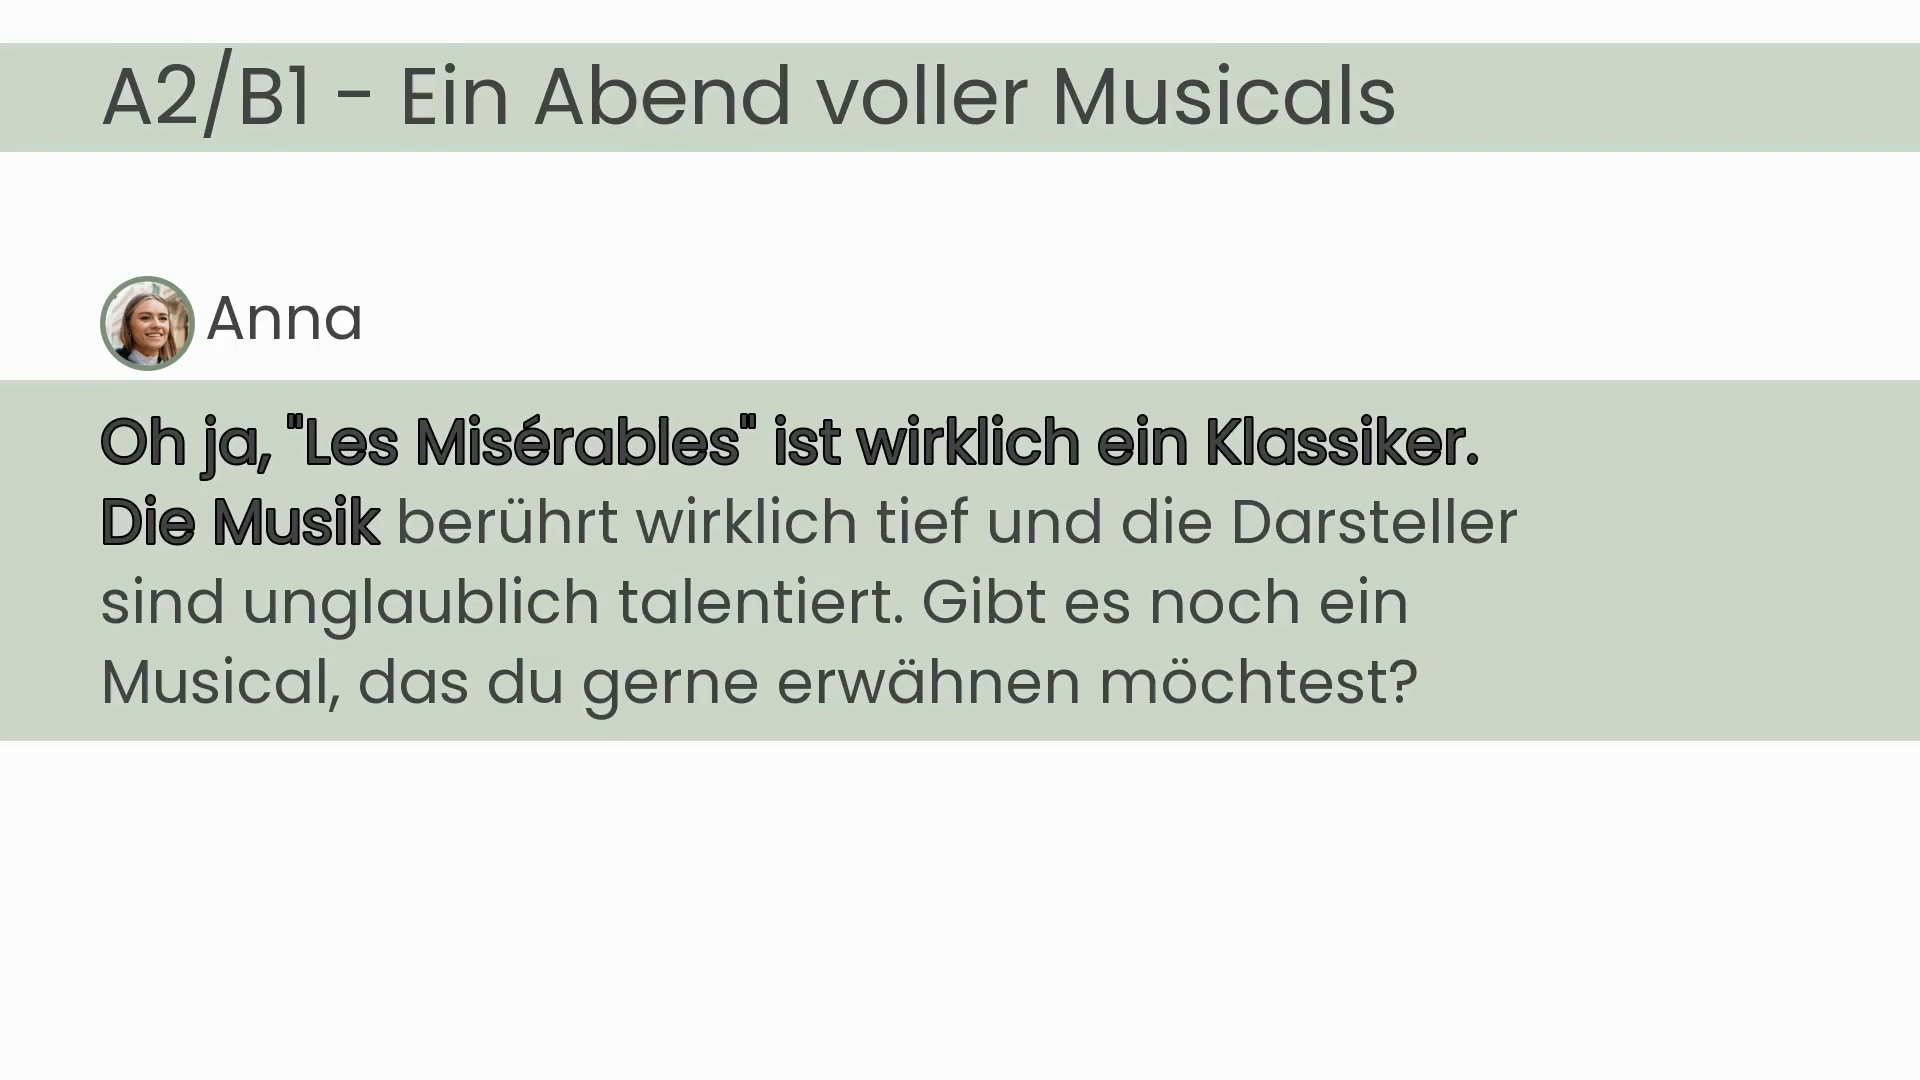 A2/B1 - Ein Abend voller Musicals
Anna
Oh ja, "Les Misérables" ist wirklich ein Klassiker.
Die Musik berührt wirklich tief und die Darsteller
sind unglaublich talentiert. Gibt es noch ein
Musical, das du gerne erwähnen möchtest?